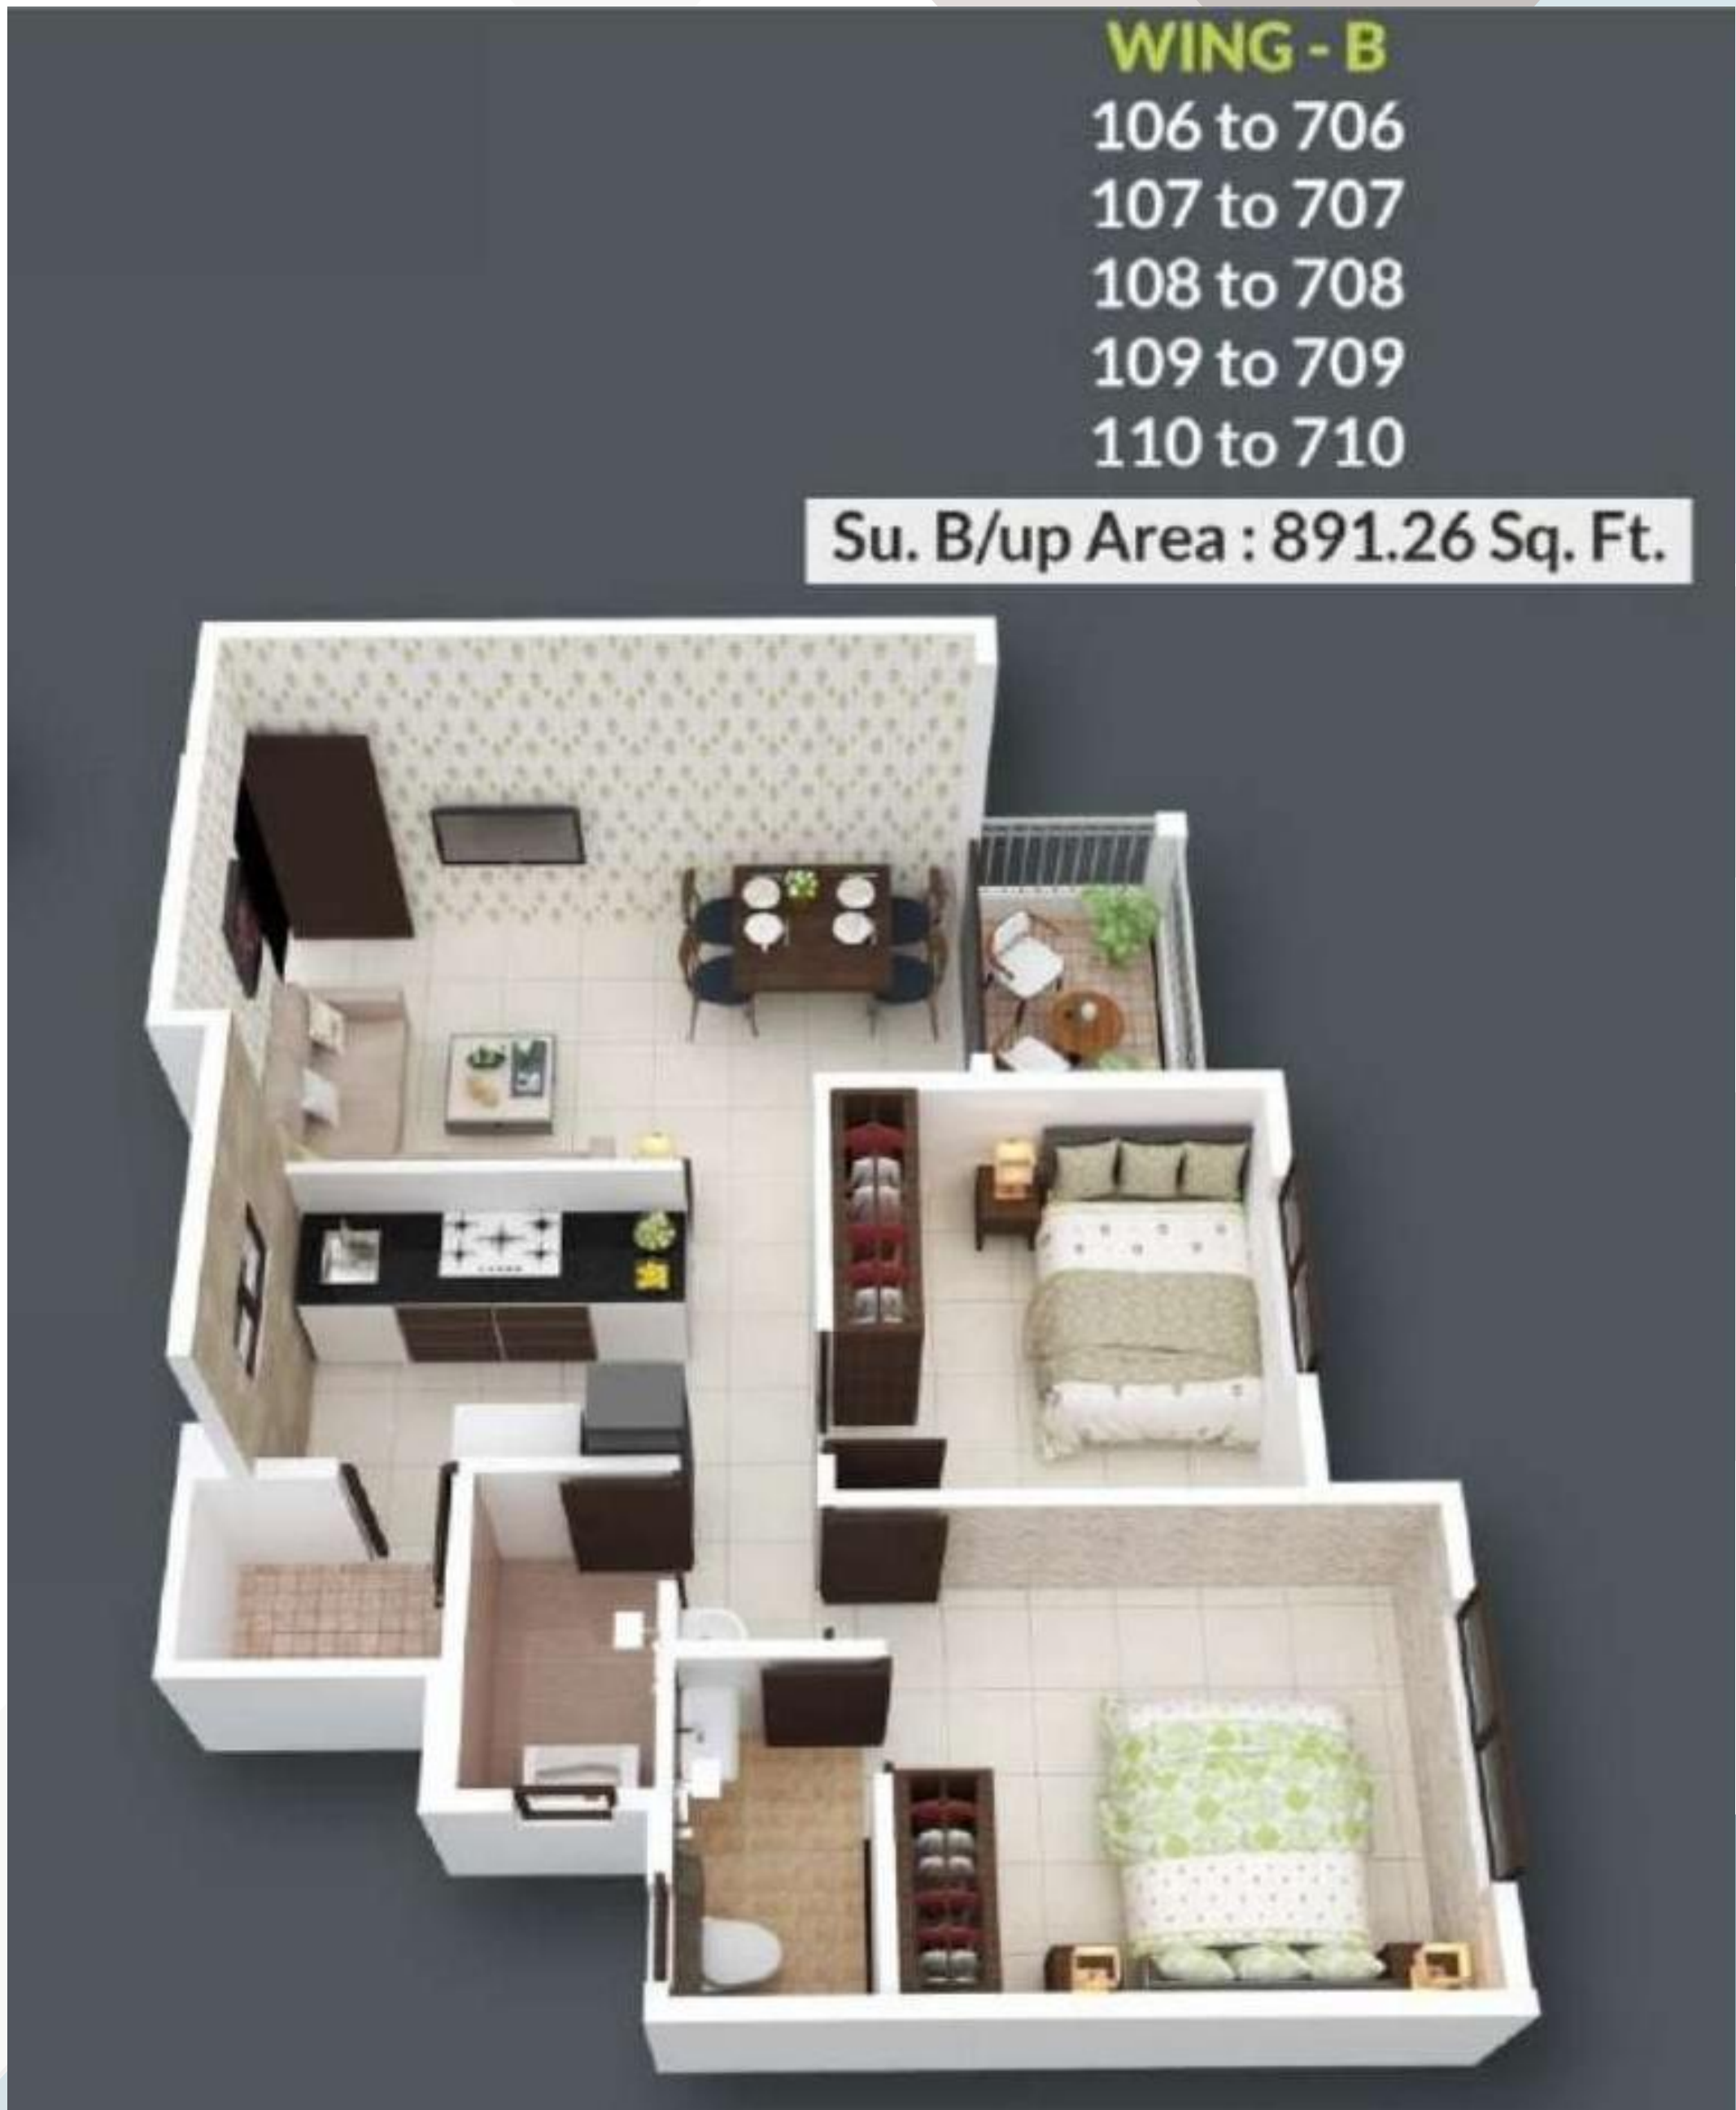 WING - B
106 to 706
107 to 707
108 to 708
109 to 709
110 to 710
Su. B/up Area : 891.26 Sq. Ft.